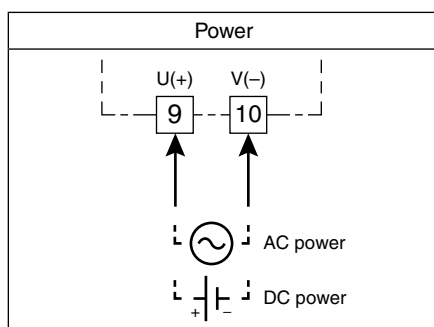 Power
U(+) V(–)
9 10
AC power
+ – DC power